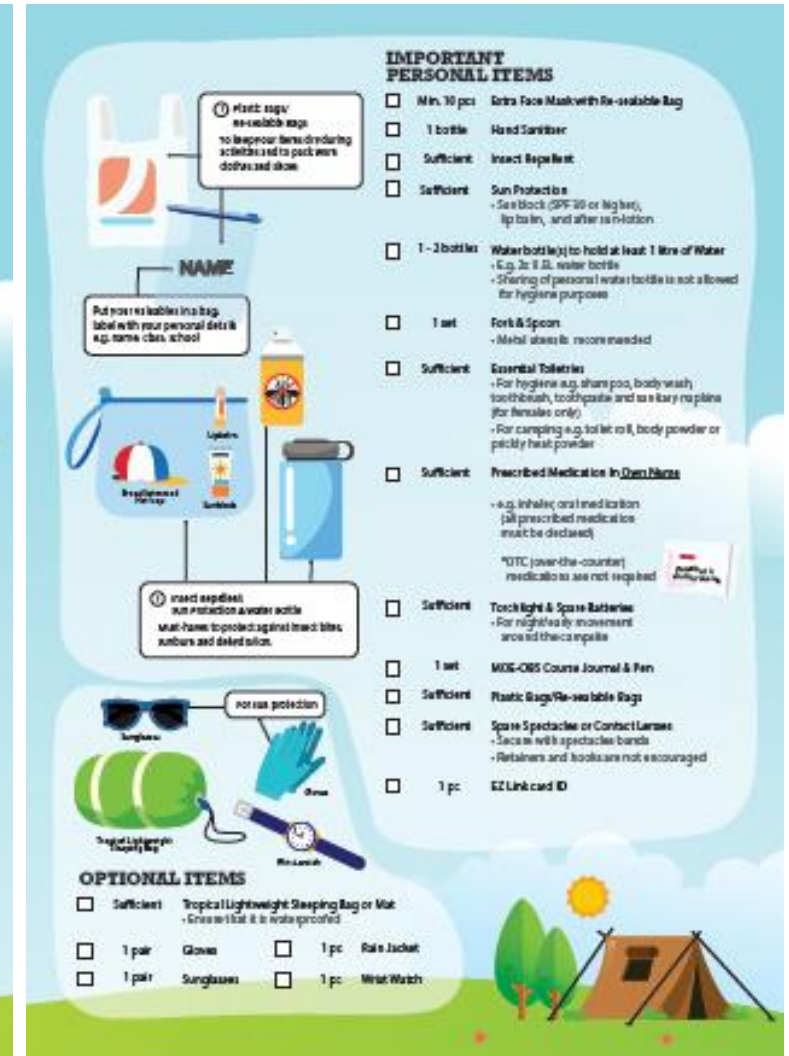 IMPORTANT
PERSONAL ITEMS
Min. 10 pcs Extra Face Mask with Re-sealable Bag
1 bottle Hand Sanitiser
Sufficient Insect Repellent
Sufficient Sun Protection
• Sunblock (SPF 30 or higher),
lip balm, and after sun-lotion
1 - 2 bottles Water bottle(s) to hold at least 1 litre of Water
• E.g. 2x 0.5L water bottle
• Sharing of personal water bottle is not allowed
for hygiene purposes
1 set Fork & Spoon
• Metal utensils recommended
Sufficient Essential Toiletries
• For hygiene e.g. shampoo, body wash,
toothbrush, toothpaste and sanitary napkins
(for females only)
• For camping e.g. toilet roll, body powder or
prickly heat powder
Sufficient Prescribed Medication in Own Name
• e.g. inhaler, oral medication
(all prescribed medication
must be declared)
*OTC (over-the-counter)
medications are not required
Sufficient Torchlight & Spare Batteries
• For night/early movement
around the campsite
1 set MOE-OBS Course Journal & Pen
Sufficient Plastic Bags/Re-sealable Bags
Sufficient Spare Spectacles or Contact Lenses
• Secure with spectacles bands
• Retainers and hooks are not encouraged
1 pc EZ Link card ID
Plastic Bags/
Re-sealable Bags
To keep your items dry during
activities and to pack worn
clothes and shoes
NAME
Put your valuables in a bag,
label with your personal details
e.g. name, class, school
Lip balm
Sunblock
Insect Repellent,
Sun Protection & Water Bottle
Must-haves to protect against insect bites,
sunburn and dehydration.
For sun protection
Sunglasses
Gloves
Tropical Lightweight
Sleeping Bag
Wrist watch
OPTIONAL ITEMS
Sufficient Tropical Lightweight Sleeping Bag or Mat
• Ensure that it is waterproofed
1 pair Gloves 1 pc Rain Jacket
1 pair Sunglasses 1 pc Wrist Watch